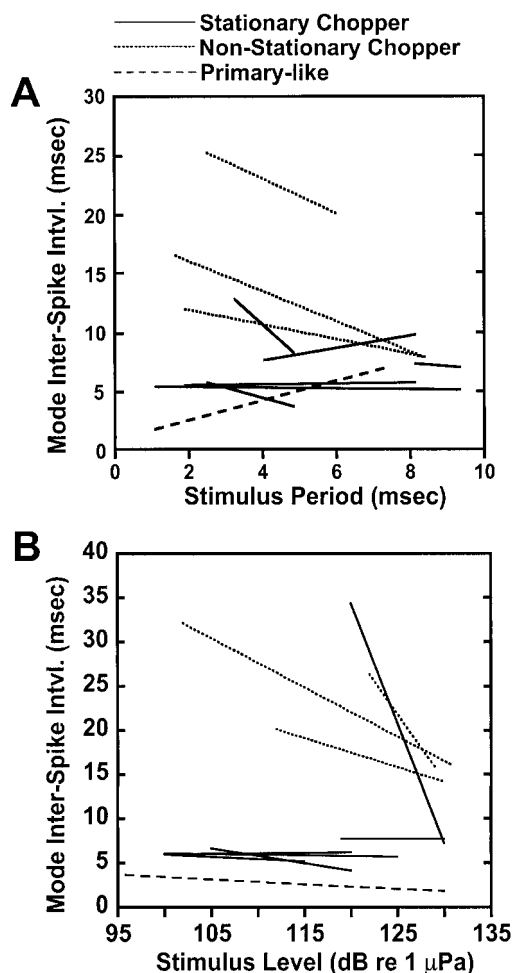 Stationary Chopper
Non-Stationary Chopper
Primary-like
A
30
25
20
15
10
5
0
Mode Inter-Spike Intvl. (msec)
0 2 4 6 8 10
Stimulus Period (msec)
B
40
35
30
25
20
15
10
5
0
Mode Inter-Spike Intvl. (msec)
95 105 115 125 135
Stimulus Level (dB re 1 μPa)